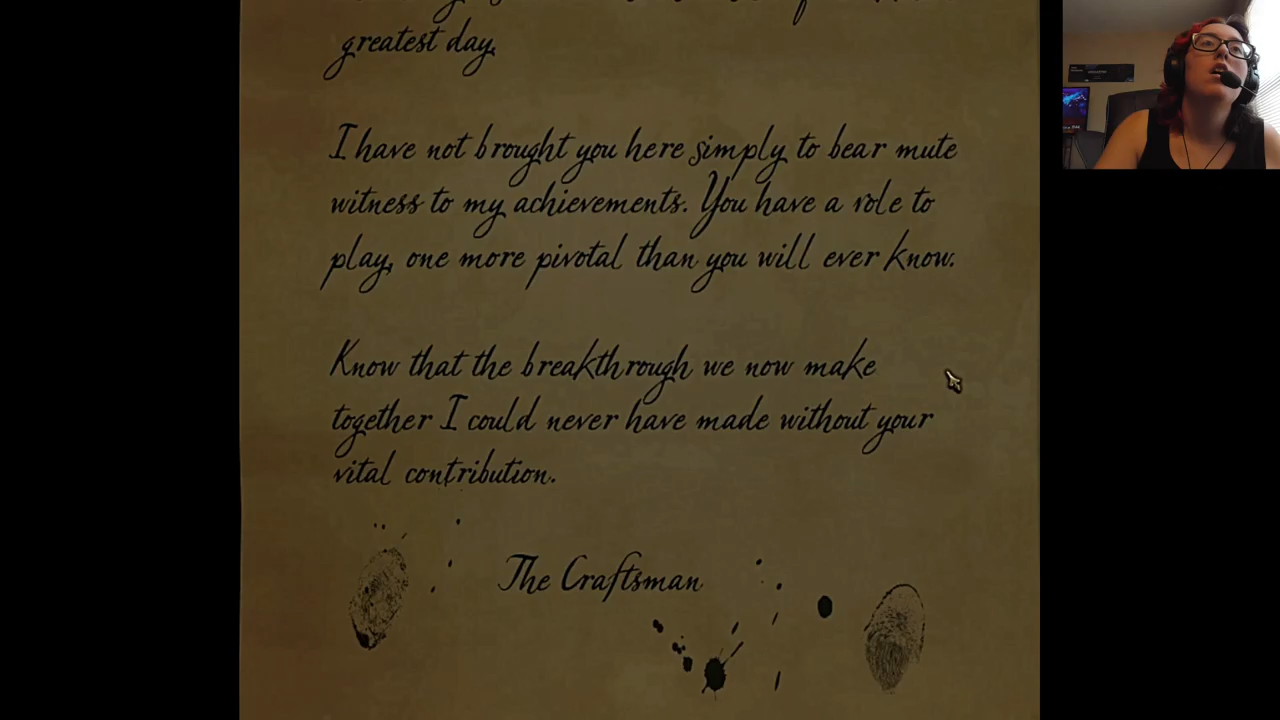 greatest day,
I have not brought you here simply to bear mute
witness to my achievements. You have a role to
play, one more pivotal than you will ever know.
Know that the breakthrough we now make
together I could never have made without your
vital contribution.
The Craftsman